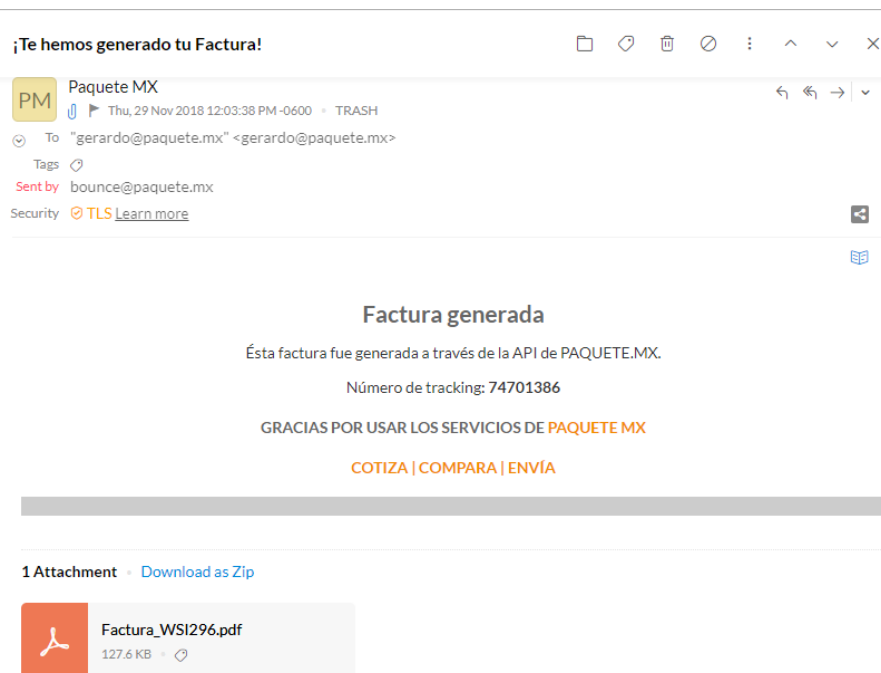 ¡Te hemos generado tu Factura!
PM
Paquete MX
Thu, 29 Nov 2018 12:03:38 PM -0600 • TRASH
To "gerardo@paquete.mx" <gerardo@paquete.mx>
Tags
Sent by bounce@paquete.mx
Security TLS Learn more
Factura generada
Ésta factura fue generada a través de la API de PAQUETE.MX.
Número de tracking: 74701386
GRACIAS POR USAR LOS SERVICIOS DE PAQUETE MX
COTIZA | COMPARA | ENVÍA
1 Attachment • Download as Zip
Factura_WSI296.pdf
127.6 KB •